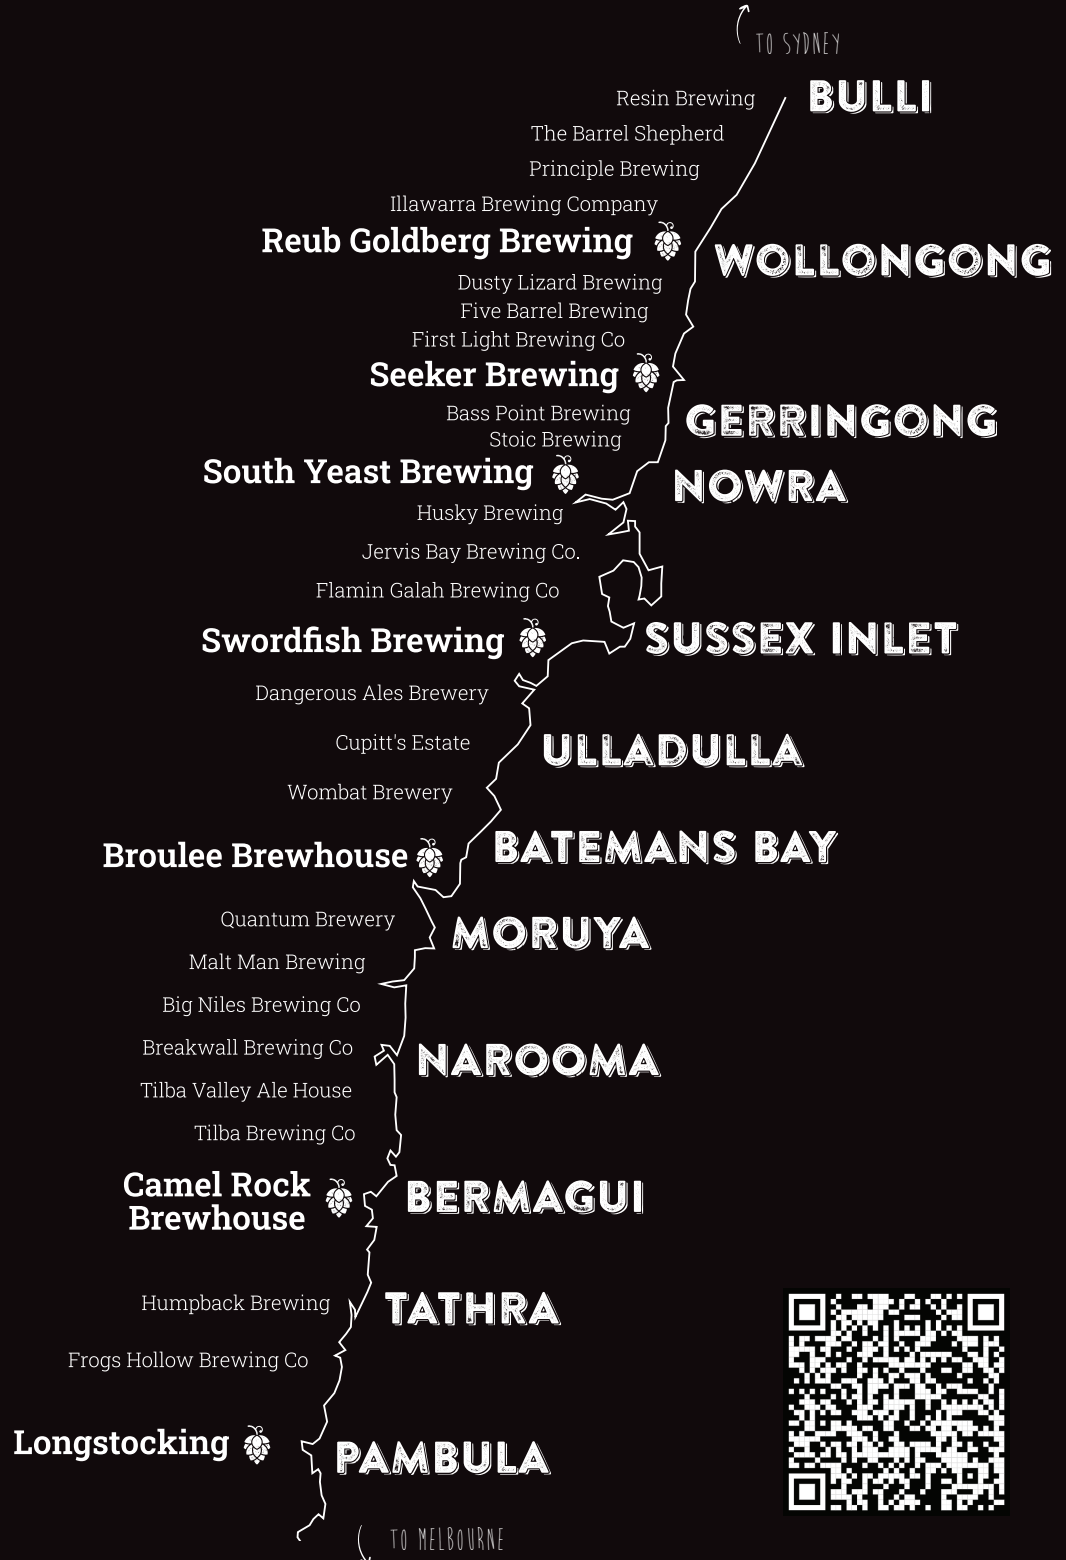 TO SYDNEY
Resin Brewing
BULLI
The Barrel Shepherd
Principle Brewing
Illawarra Brewing Company
Reub Goldberg Brewing
WOLLONGONG
Dusty Lizard Brewing
Five Barrel Brewing
First Light Brewing Co
Seeker Brewing
Bass Point Brewing
GERRINGONG
Stoic Brewing
South Yeast Brewing
NOWRA
Husky Brewing
Jervis Bay Brewing Co.
Flamin Galah Brewing Co
Swordfish Brewing
SUSSEX INLET
Dangerous Ales Brewery
Cupitt's Estate
ULLADULLA
Wombat Brewery
Broulee Brewhouse
BATEMANS BAY
Quantum Brewery
MORUYA
Malt Man Brewing
Big Niles Brewing Co
Breakwall Brewing Co
NAROOMA
Tilba Valley Ale House
Tilba Brewing Co
Camel Rock
Brewhouse
BERMAGUI
Humpback Brewing
TATHRA
Frogs Hollow Brewing Co
Longstocking
PAMBULA
TO MELBOURNE